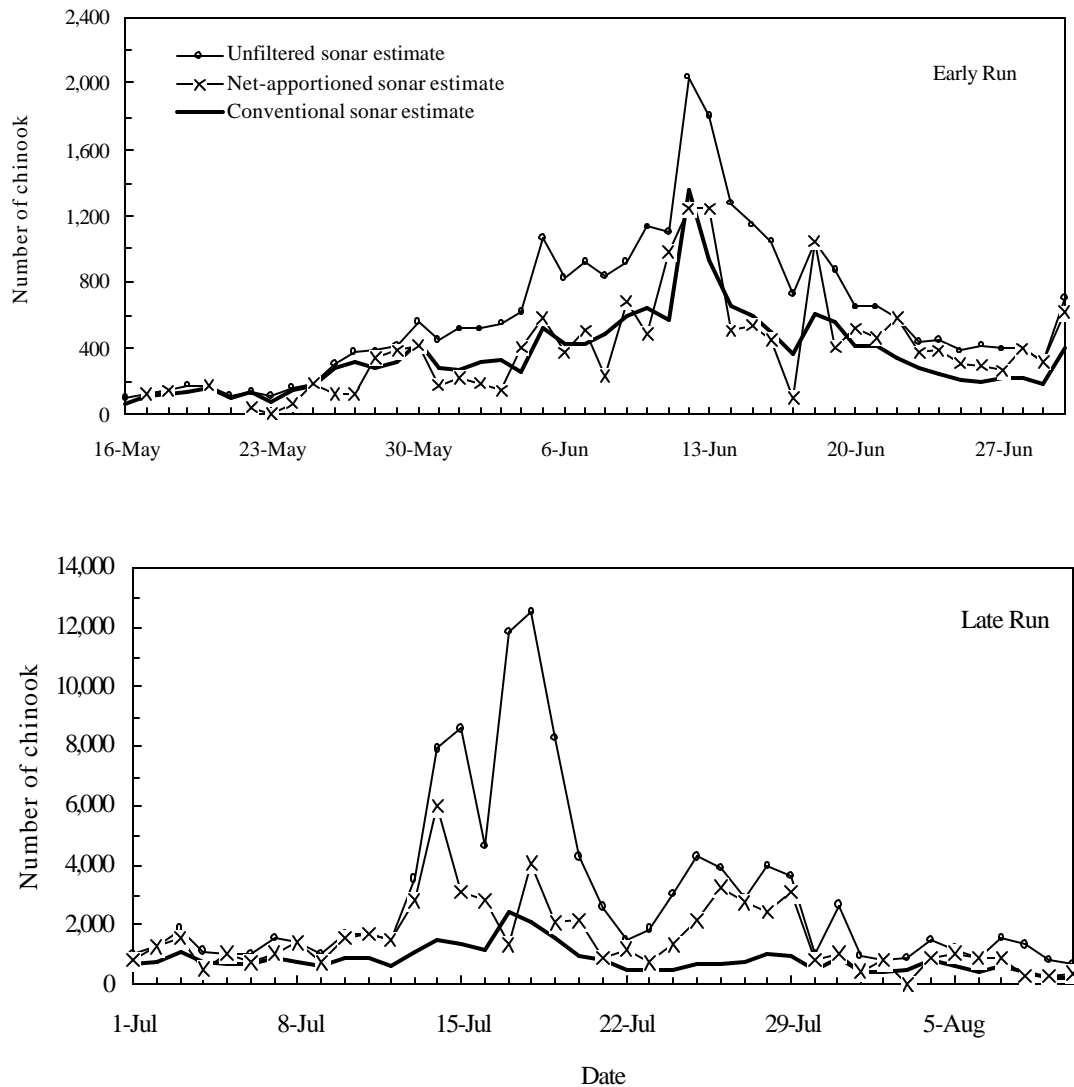 2,400
2,000
1,600
1,200
800
400
0
Number of chinook
Unfiltered sonar estimate
Net-apportioned sonar estimate
Conventional sonar estimate
Early Run
16-May 23-May 30-May 6-Jun 13-Jun 20-Jun 27-Jun
14,000
12,000
10,000
8,000
6,000
4,000
2,000
0
Number of chinook
Late Run
1-Jul 8-Jul 15-Jul 22-Jul 29-Jul 5-Aug
Date